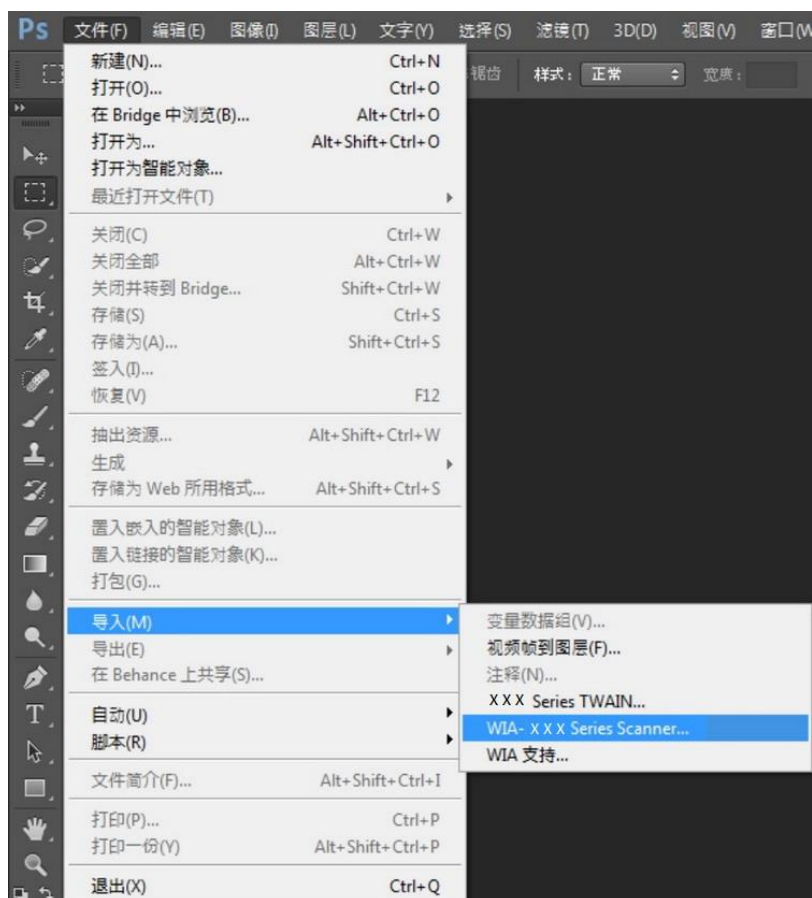 Ps 文件(F) 编辑(E) 图像(I) 图层(L) 文字(Y) 选择(S) 滤镜(T) 3D(D) 视图(V) 窗口(W
新建(N)... Ctrl+N
锯齿 样式： 正常 宽度：
打开(O)... Ctrl+O
在 Bridge 中浏览(B)... Alt+Ctrl+O
打开为... Alt+Shift+Ctrl+O
打开为智能对象...
最近打开文件(T)
关闭(C) Ctrl+W
关闭全部 Alt+Ctrl+W
关闭并转到 Bridge... Shift+Ctrl+W
存储(S) Ctrl+S
存储为(A)... Shift+Ctrl+S
签入(I)...
恢复(V) F12
抽出资源... Alt+Shift+Ctrl+W
生成
存储为 Web 所用格式... Alt+Shift+Ctrl+S
置入嵌入的智能对象(L)...
置入链接的智能对象(K)...
打包(G)...
导入(M)
导出(E)
在 Behance 上共享(S)...
自动(U)
脚本(R)
文件简介(F)... Alt+Shift+Ctrl+I
打印(P)... Ctrl+P
打印一份(Y) Alt+Shift+Ctrl+P
退出(X) Ctrl+Q
变量数据组(V)...
视频帧到图层(F)...
注释(N)...
XXX Series TWAIN...
WIA-XXX Series Scanner...
WIA 支持...